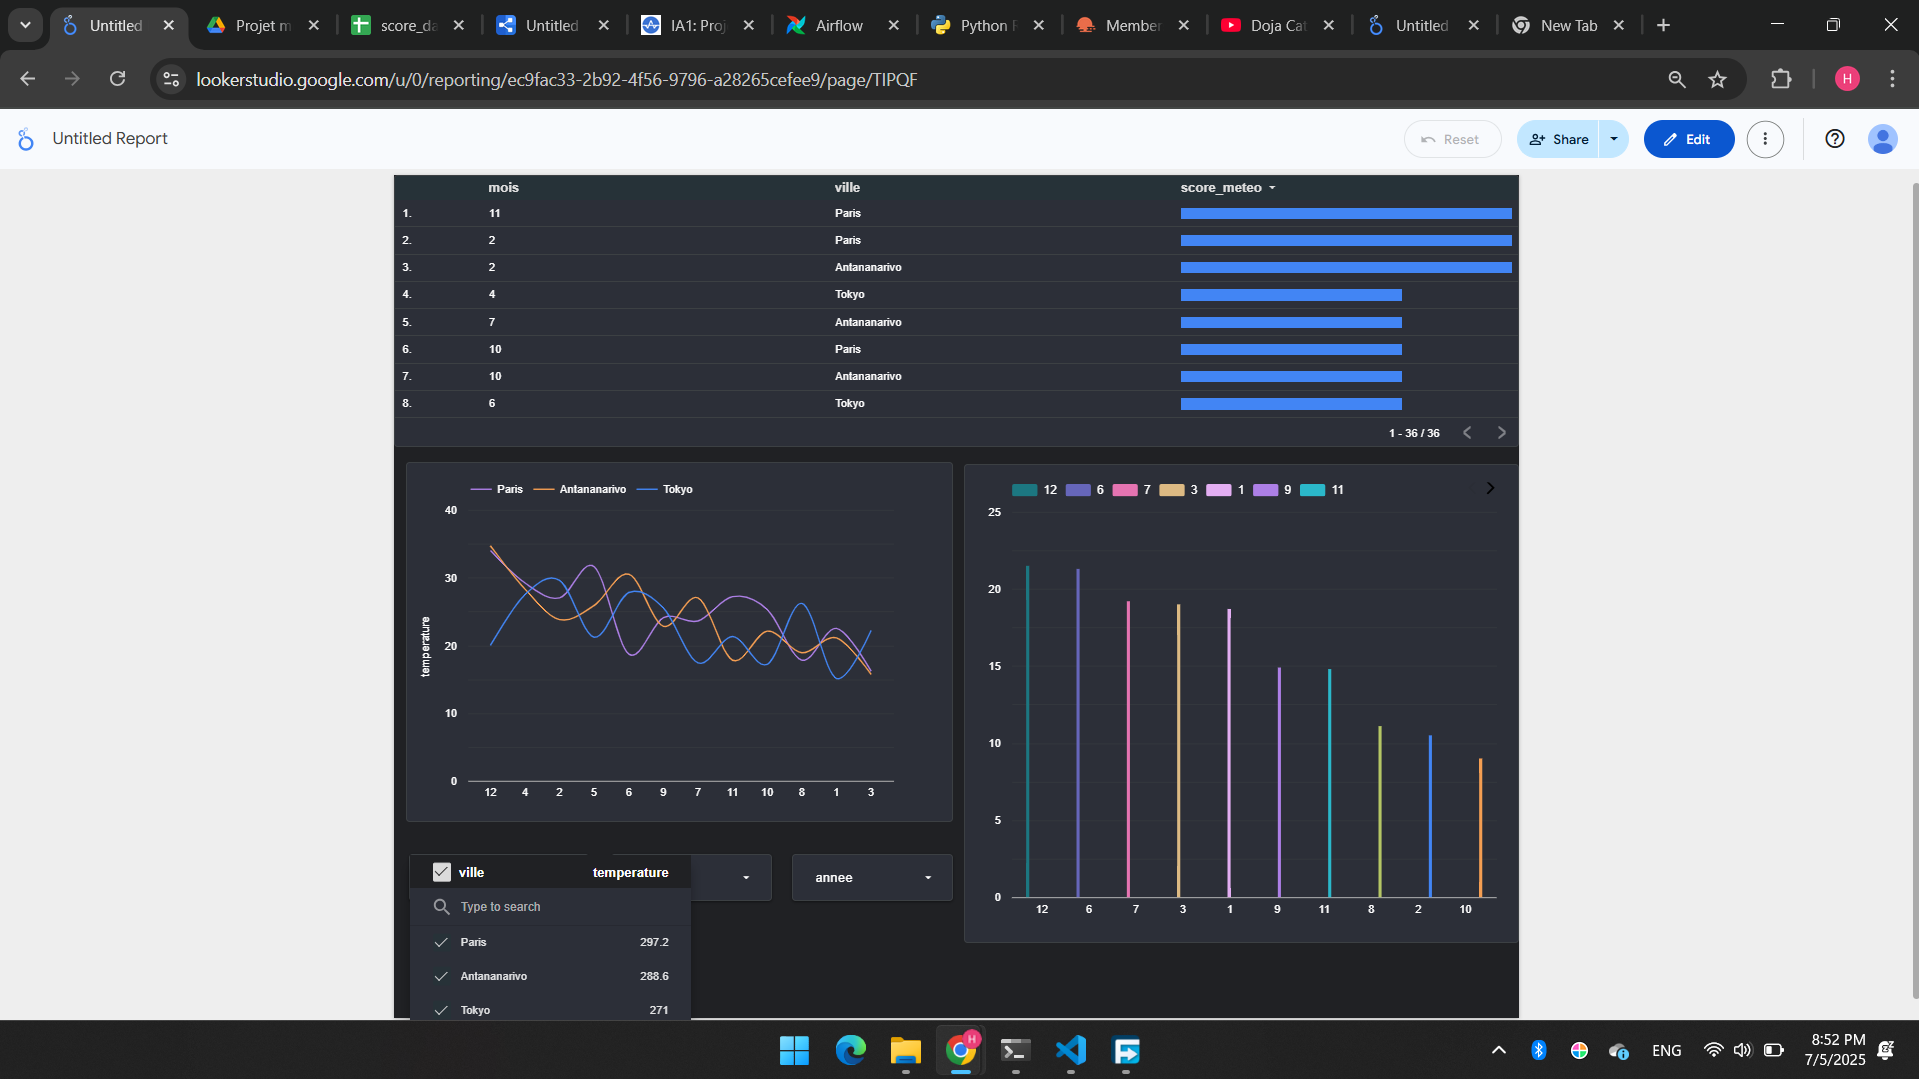 Untitled
Projet m
score_da
Untitled
IA1: Proj
Airflow
Python F
Member
Doja Cat
Untitled
New Tab
lookerstudio.google.com/u/0/reporting/ec9fac33-2b92-4f56-9796-a28265cefee9/page/TIPQF
H
Untitled Report
Reset
Share
Edit
mois ville score_meteo
1. 11 Paris
2. 2 Paris
3. 2 Antananarivo
4. 4 Tokyo
5. 7 Antananarivo
6. 10 Paris
7. 10 Antananarivo
8. 6 Tokyo
1 - 36 / 36
Paris Antananarivo Tokyo
40
30
20
10
0
temperature
12 4 2 5 6 9 7 11 10 8 1 3
12 6 7 3 1 9 11
25
20
15
10
5
0
12 6 7 3 1 9 11 8 2 10
ville temperature
Type to search
Paris 297.2
Antananarivo 288.6
Tokyo 271
annee
H
ENG
8:52 PM
7/5/2025